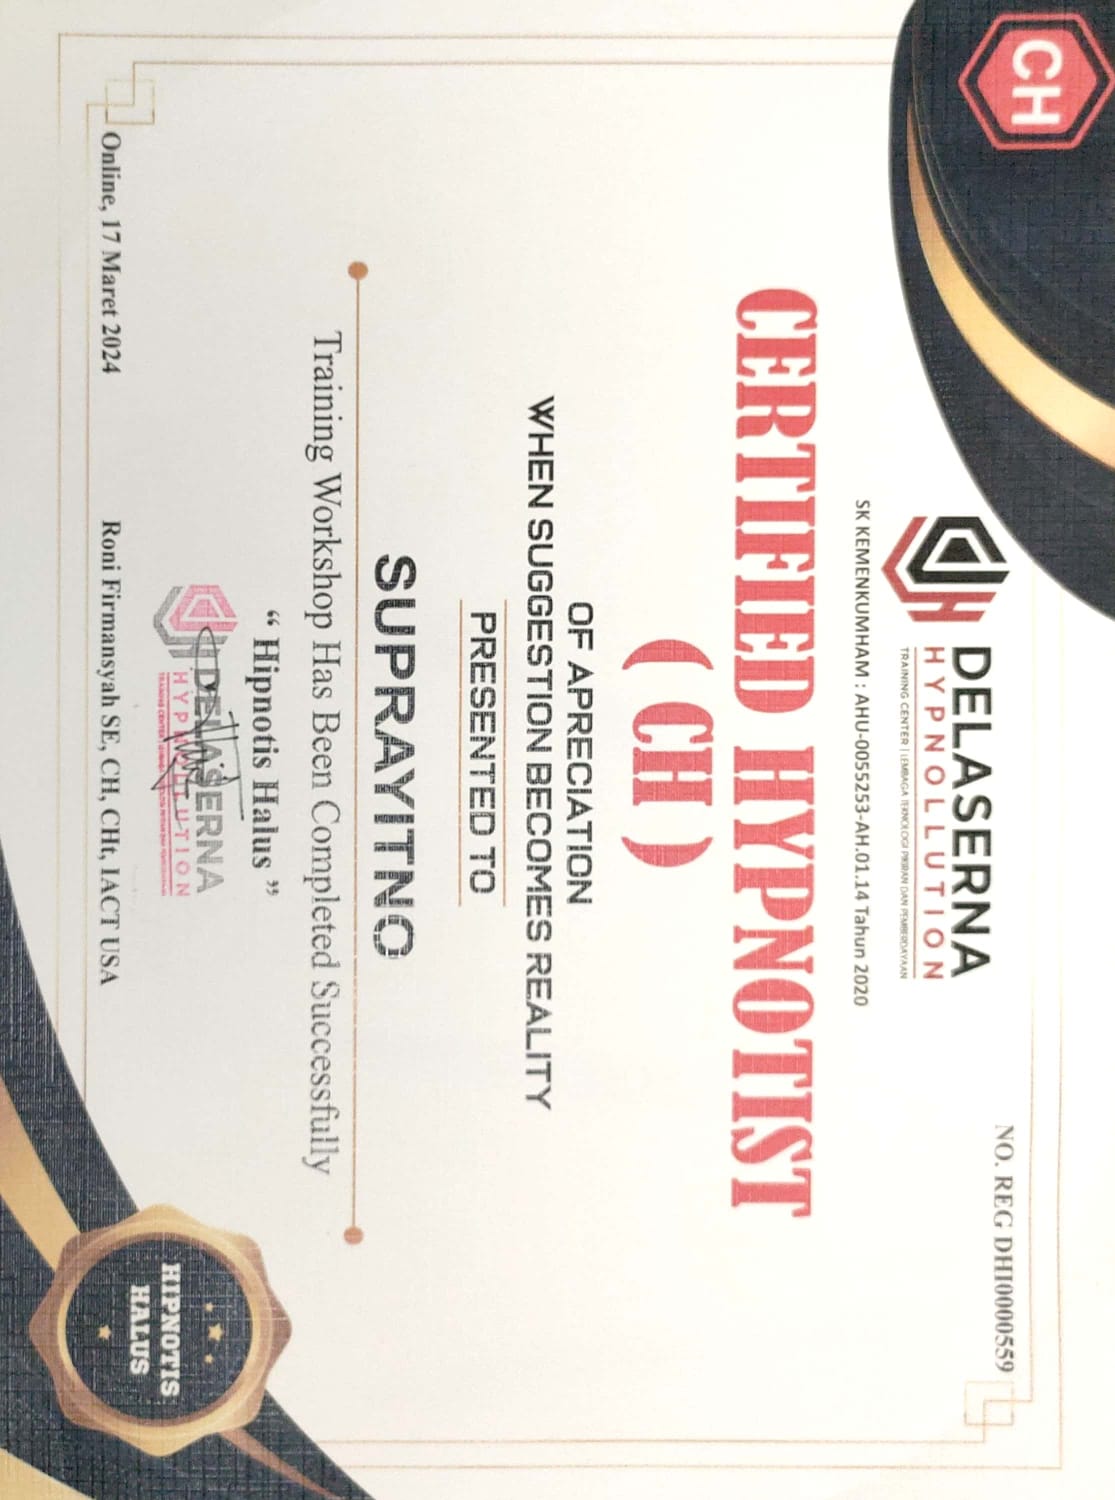 CH
NO. REG DHI0000559
DELASERNA
HYPNOLLUTION
TRAINING CENTER | LEMBAGA TEKNOLOGI PIKIRAN DAN PEMBERDAYAAN
SK KEMENKUMHAM : AHU-0055253-AH.01.14 Tahun 2020
CERTIFIED HYPNOTIST
( CH )
OF APRECIATION
WHEN SUGGESTION BECOMES REALITY
PRESENTED TO
SUPRAYITNO
Training Workshop Has Been Completed Successfully
“ Hipnotis Halus ”
DELASERNA
HYPNOLLUTION
TRAINING CENTER
Online, 17 Maret 2024
Roni Firmansyah SE, CH, CHt, IACT USA
HIPNOTIS
HALUS